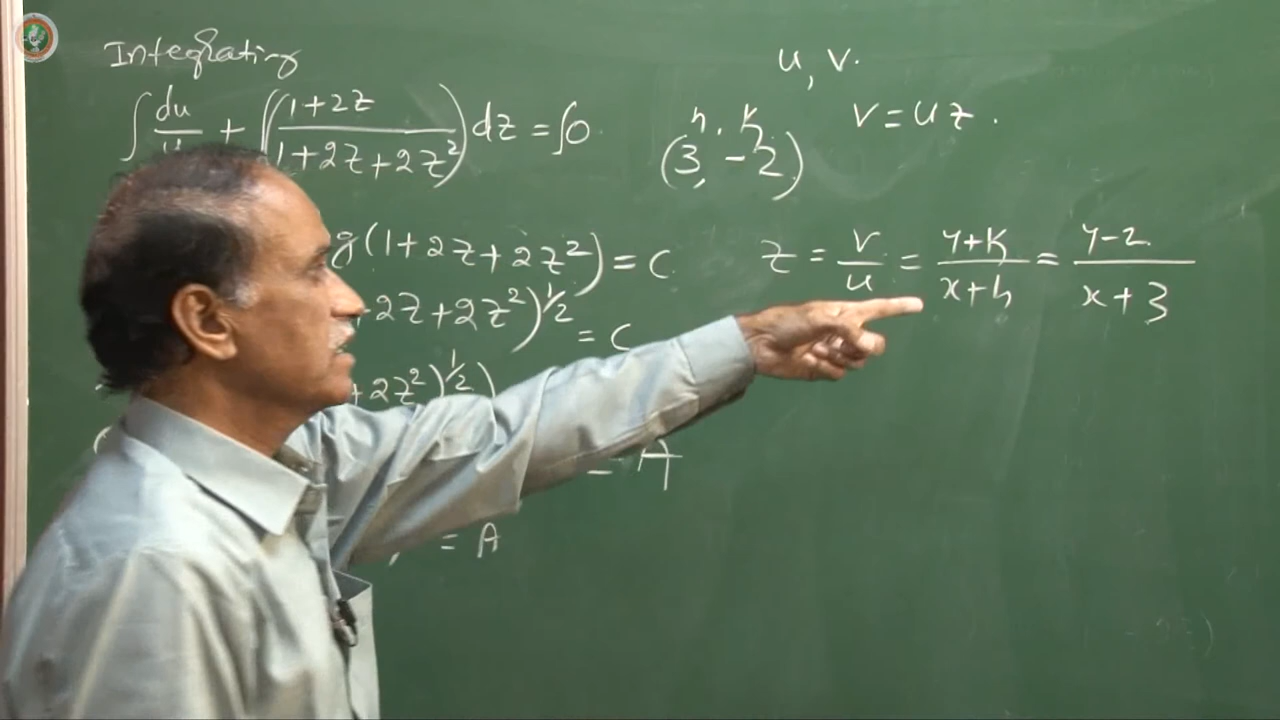 Integrating
∫ du/u + ∫((1+2z)/(1+2z+2z²)) dz = ∫0
g(1+2z+2z²) = C
2z+2z²)^½ = C
+2z²)^½)
= A
= A
u, v.
h, k
(3, -2)
v = uz.
z = v/u = (y+k)/(x+h) = (y-2)/(x+3)